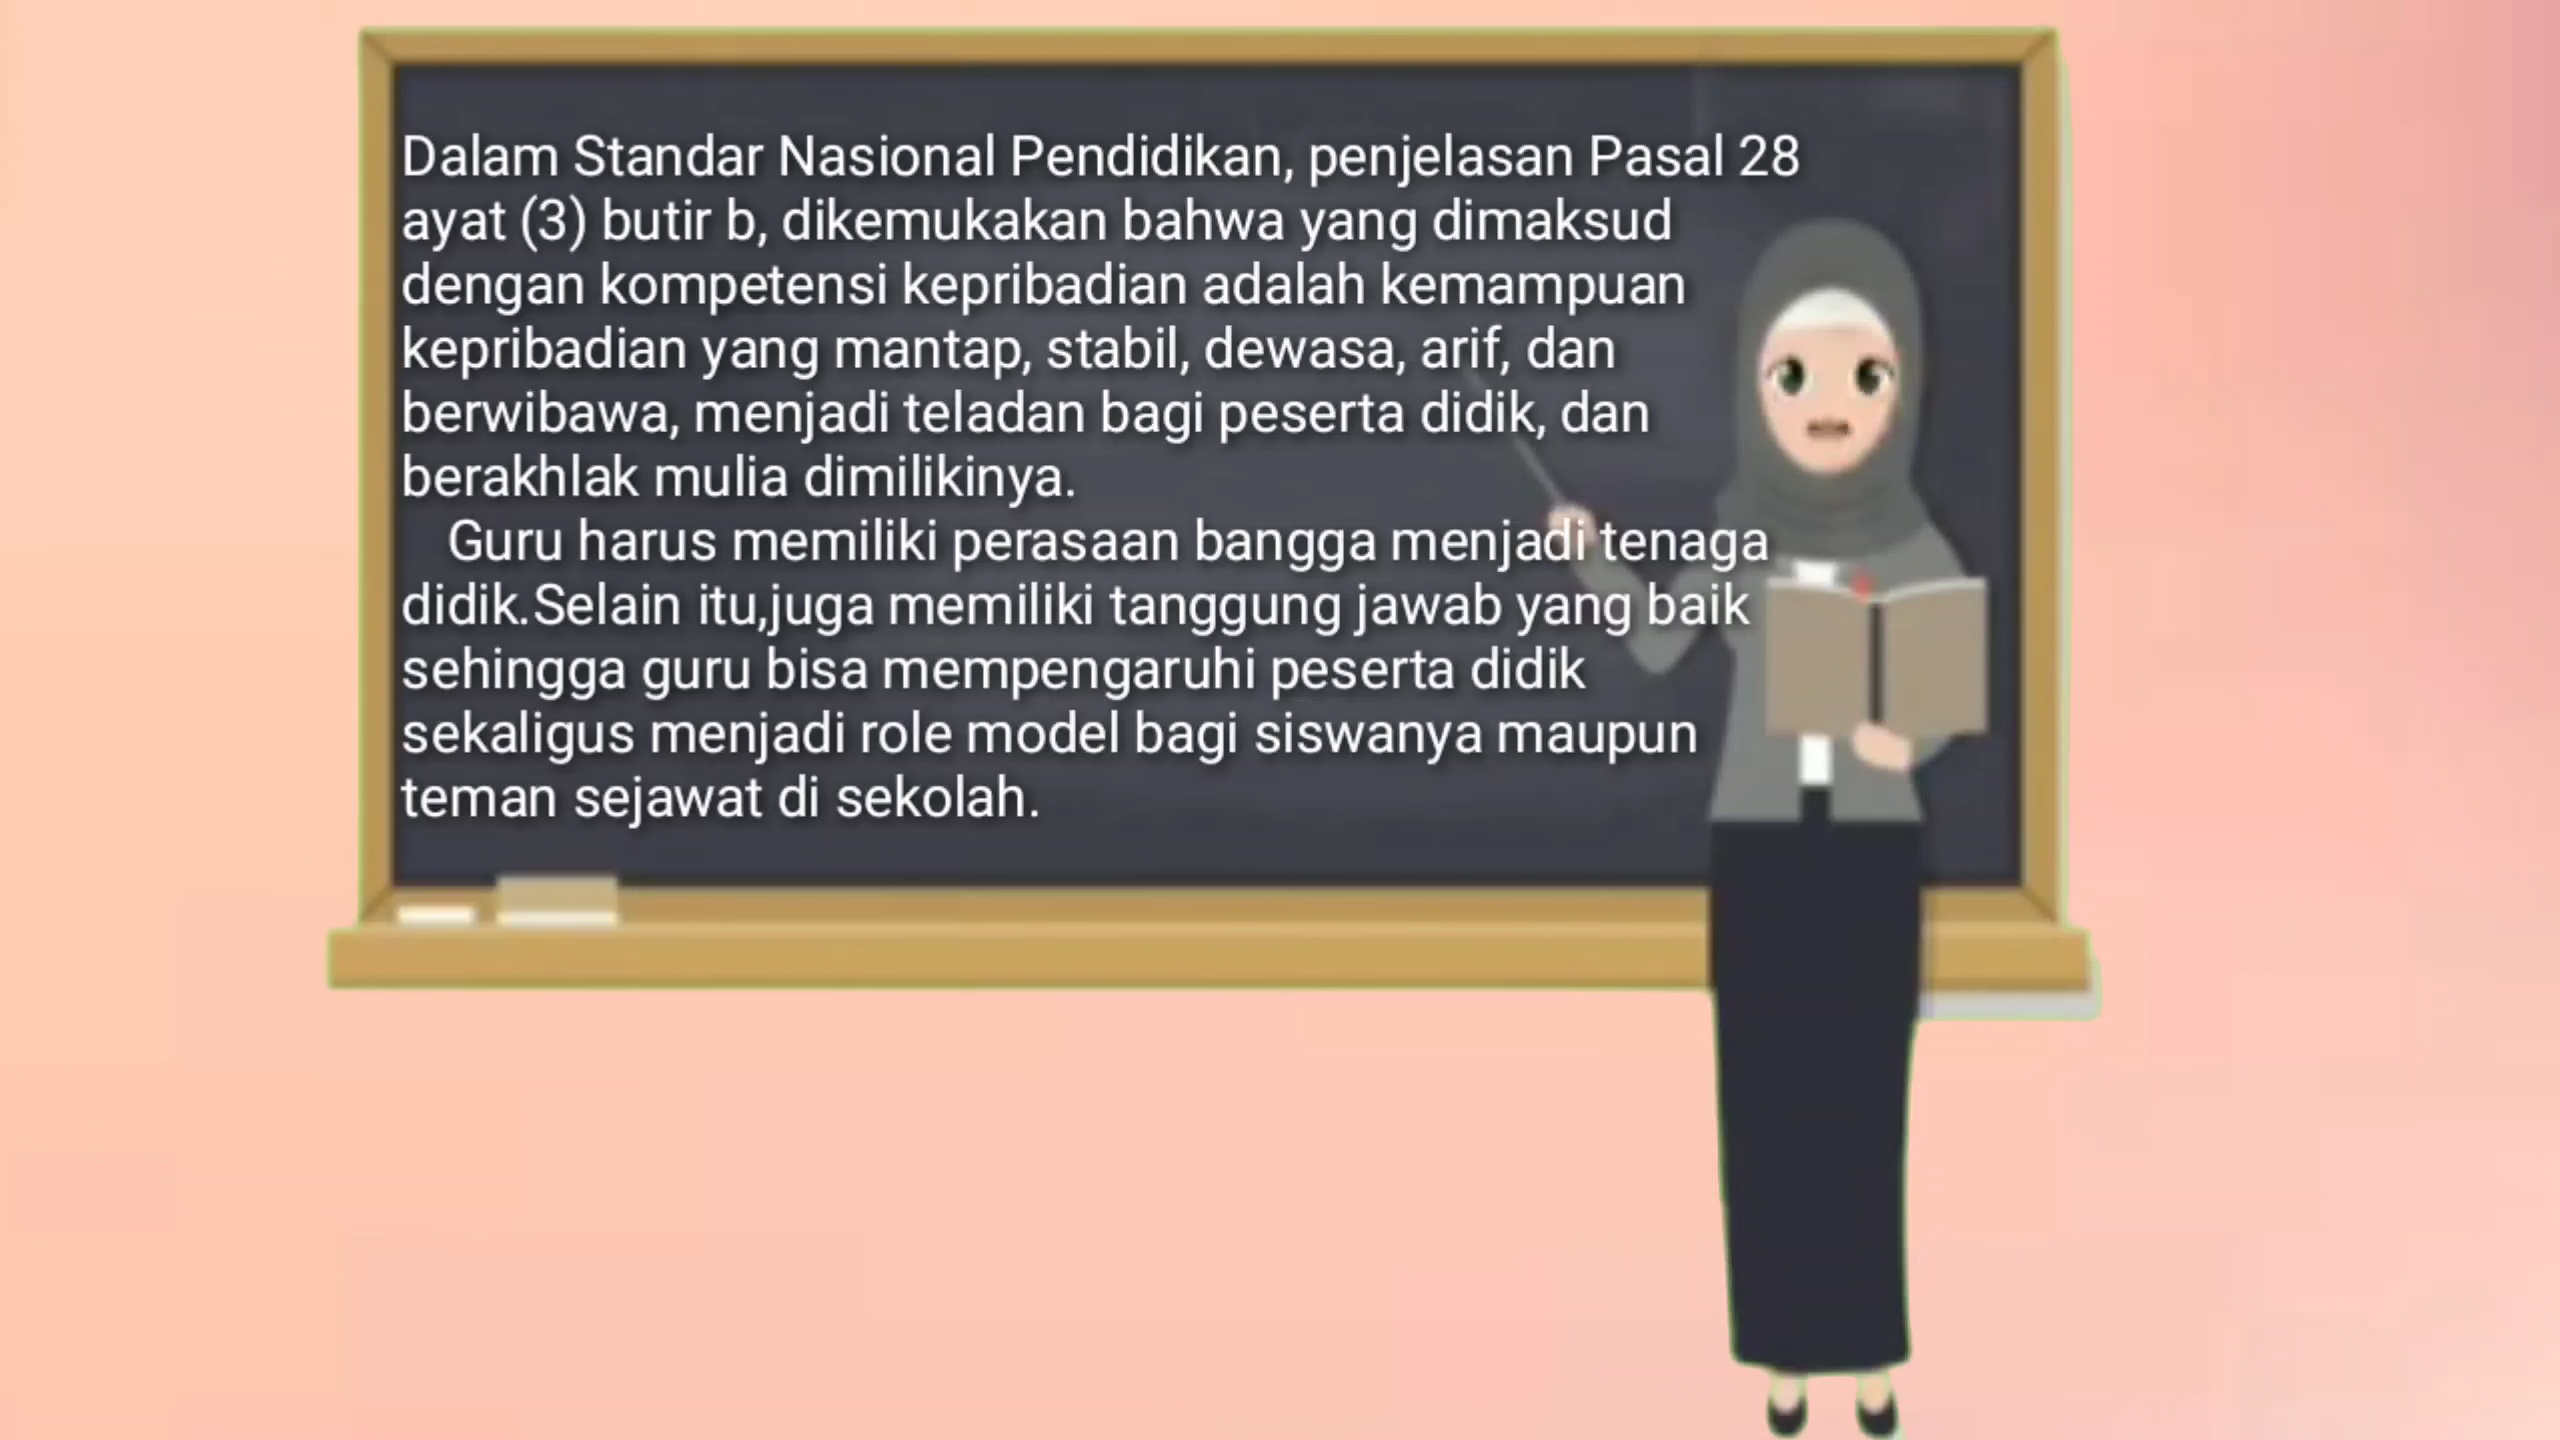 Dalam Standar Nasional Pendidikan, penjelasan Pasal 28
ayat (3) butir b, dikemukakan bahwa yang dimaksud
dengan kompetensi kepribadian adalah kemampuan
kepribadian yang mantap, stabil, dewasa, arif, dan
berwibawa, menjadi teladan bagi peserta didik, dan
berakhlak mulia dimilikinya.
Guru harus memiliki perasaan bangga menjadi tenaga
didik.Selain itu,juga memiliki tanggung jawab yang baik
sehingga guru bisa mempengaruhi peserta didik
sekaligus menjadi role model bagi siswanya maupun
teman sejawat di sekolah.